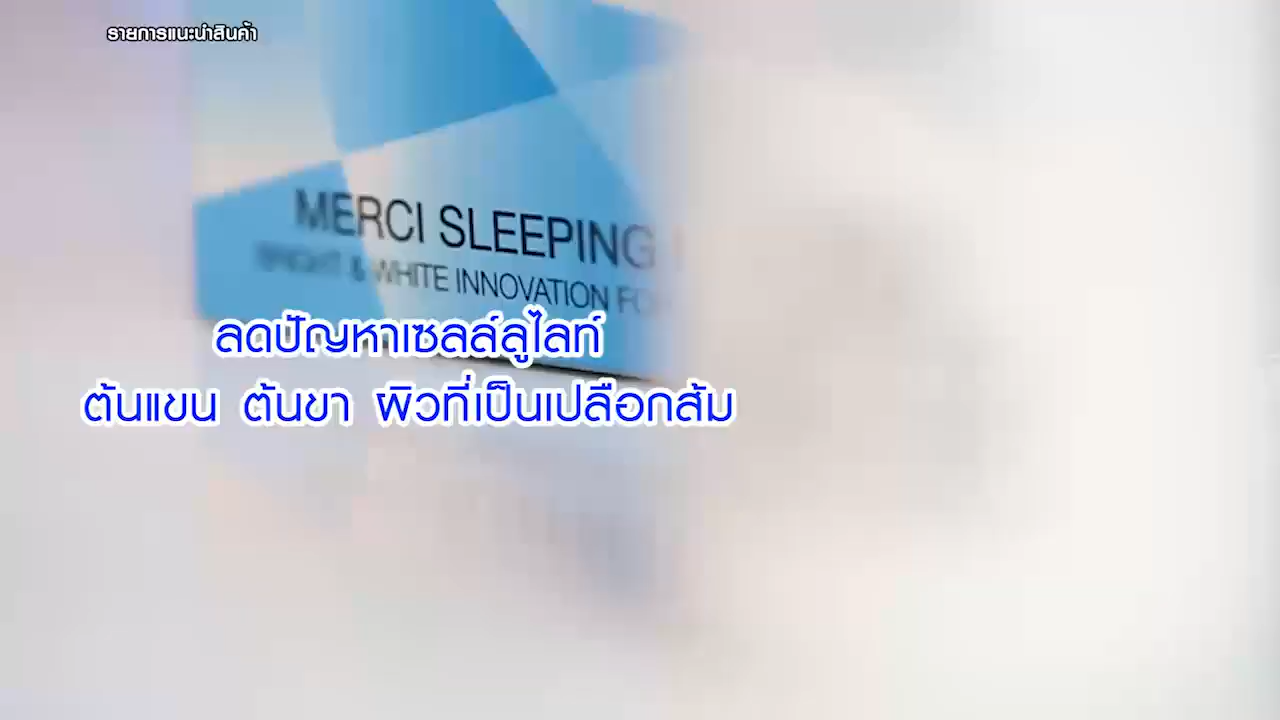 รายการแนะนำสินค้า
MERCI SLEEPING
BRIGHT & WHITE INNOVATION FOR
ลดปัญหาเซลล์ลูไลท์
ต้นแขน ต้นขา ผิวที่เป็นเปลือกส้ม